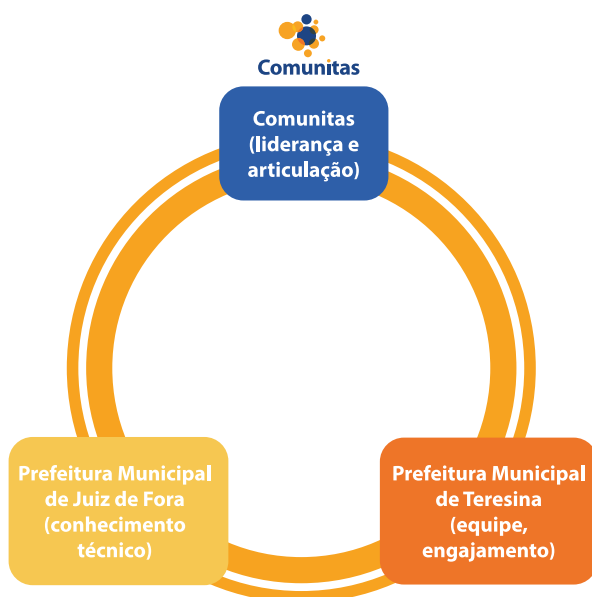 Comunitas
Comunitas
(liderança e
articulação)
Prefeitura Municipal
de Juiz de Fora
(conhecimento
técnico)
Prefeitura Municipal
de Teresina
(equipe,
engajamento)